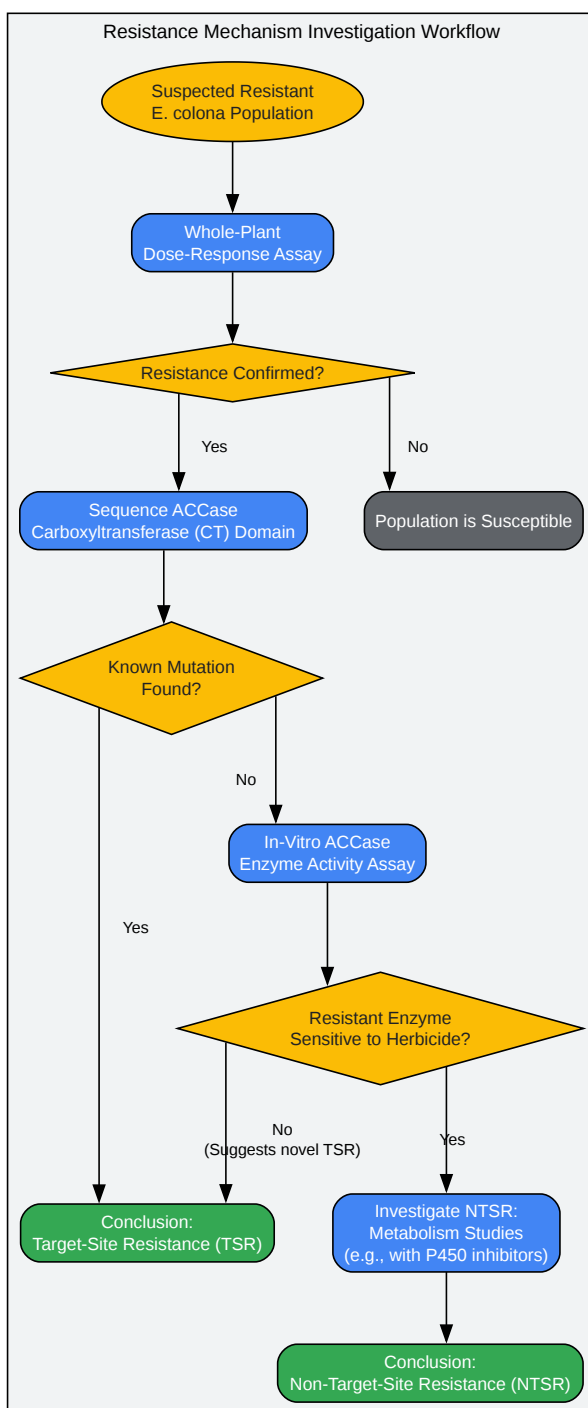 Resistance Mechanism Investigation Workflow
Suspected Resistant
E. colona Population
Whole-Plant
Dose-Response Assay
Resistance Confirmed?
Yes
No
Sequence ACCase
Carboxyltransferase (CT) Domain
Population is Susceptible
Known Mutation
Found?
No
In-Vitro ACCase
Enzyme Activity Assay
Yes
Resistant Enzyme
Sensitive to Herbicide?
No
(Suggests novel TSR)
Yes
Conclusion:
Target-Site Resistance (TSR)
Investigate NTSR:
Metabolism Studies
(e.g., with P450 inhibitors)
Conclusion:
Non-Target-Site Resistance (NTSR)